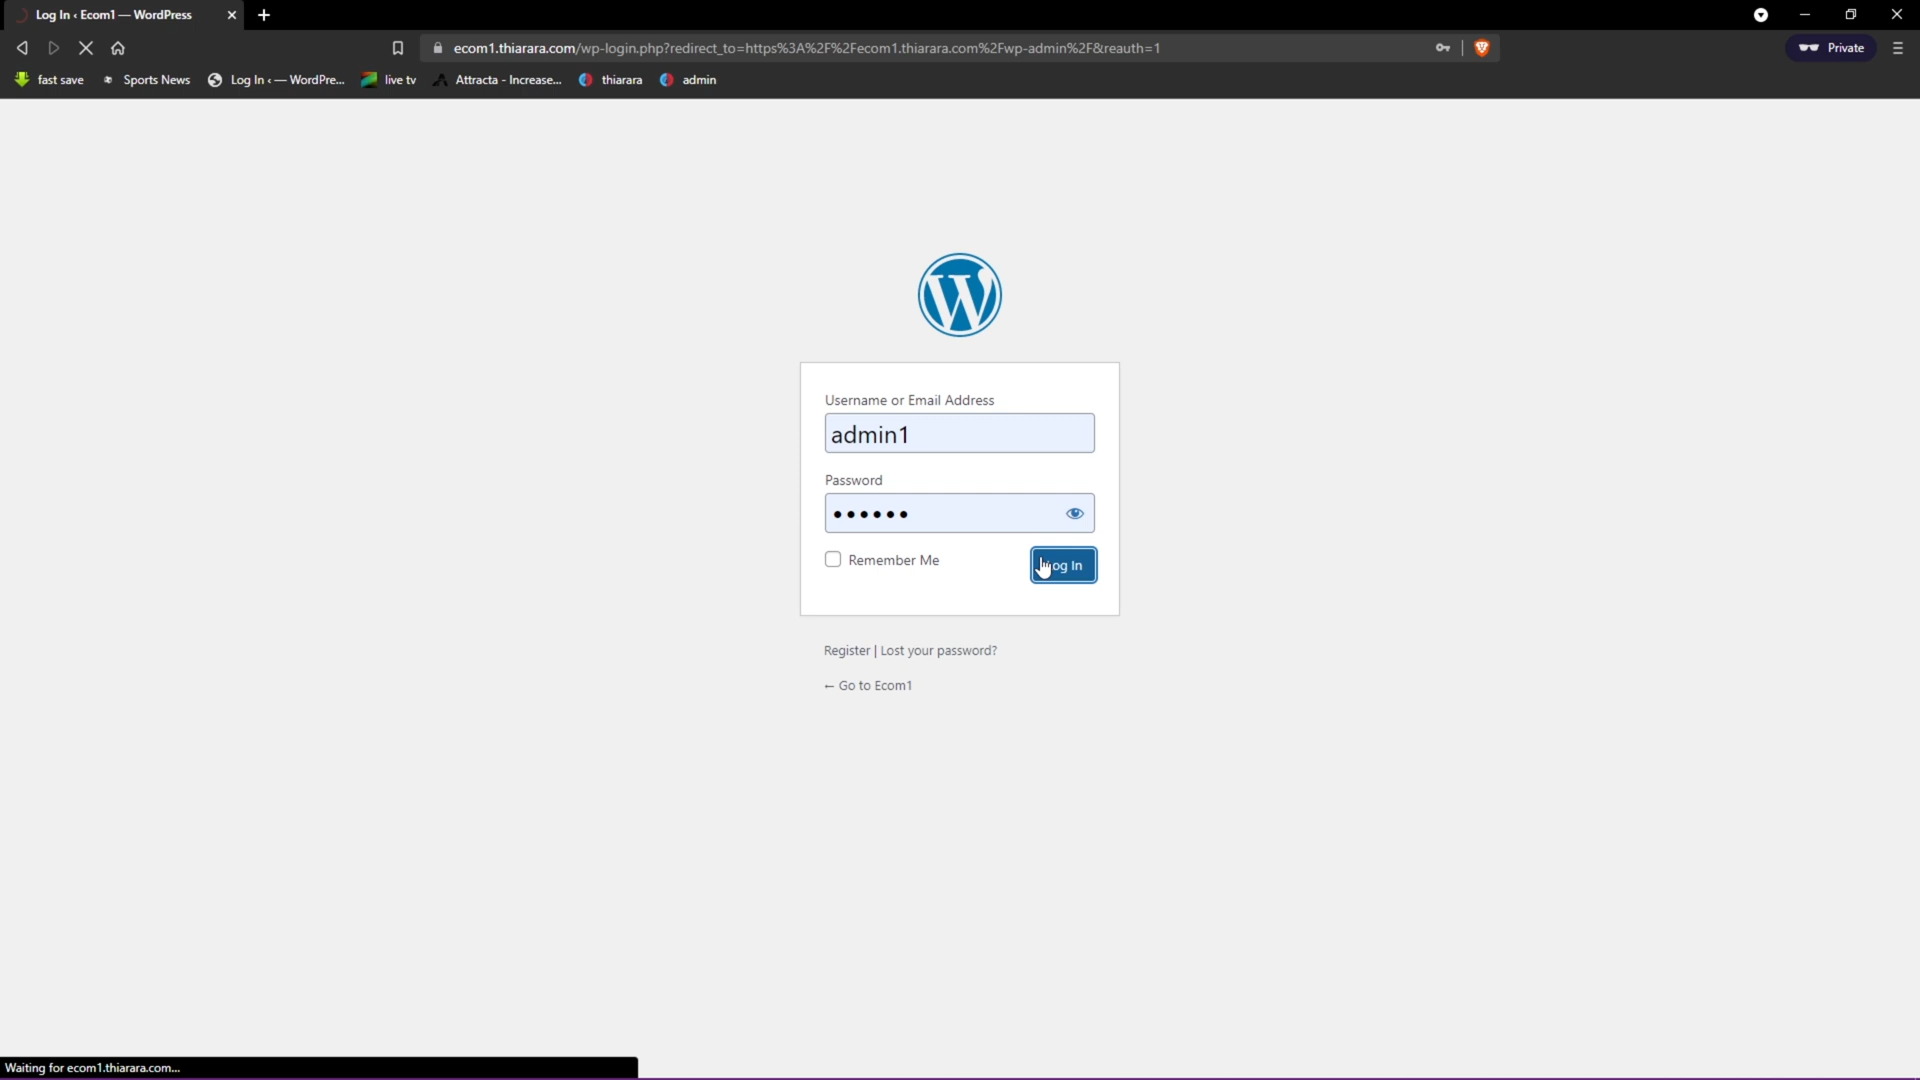 Log In ‹ Ecom1 — WordPress
ecom1.thiarara.com/wp-login.php?redirect_to=https%3A%2F%2Fecom1.thiarara.com%2Fwp-admin%2F&reauth=1
Private
fast save Sports News Log In ‹ — WordPre... live tv Attracta - Increase... thiarara admin
Username or Email Address
admin1
Password
Remember Me
Log In
Register | Lost your password?
← Go to Ecom1
Waiting for ecom1.thiarara.com...